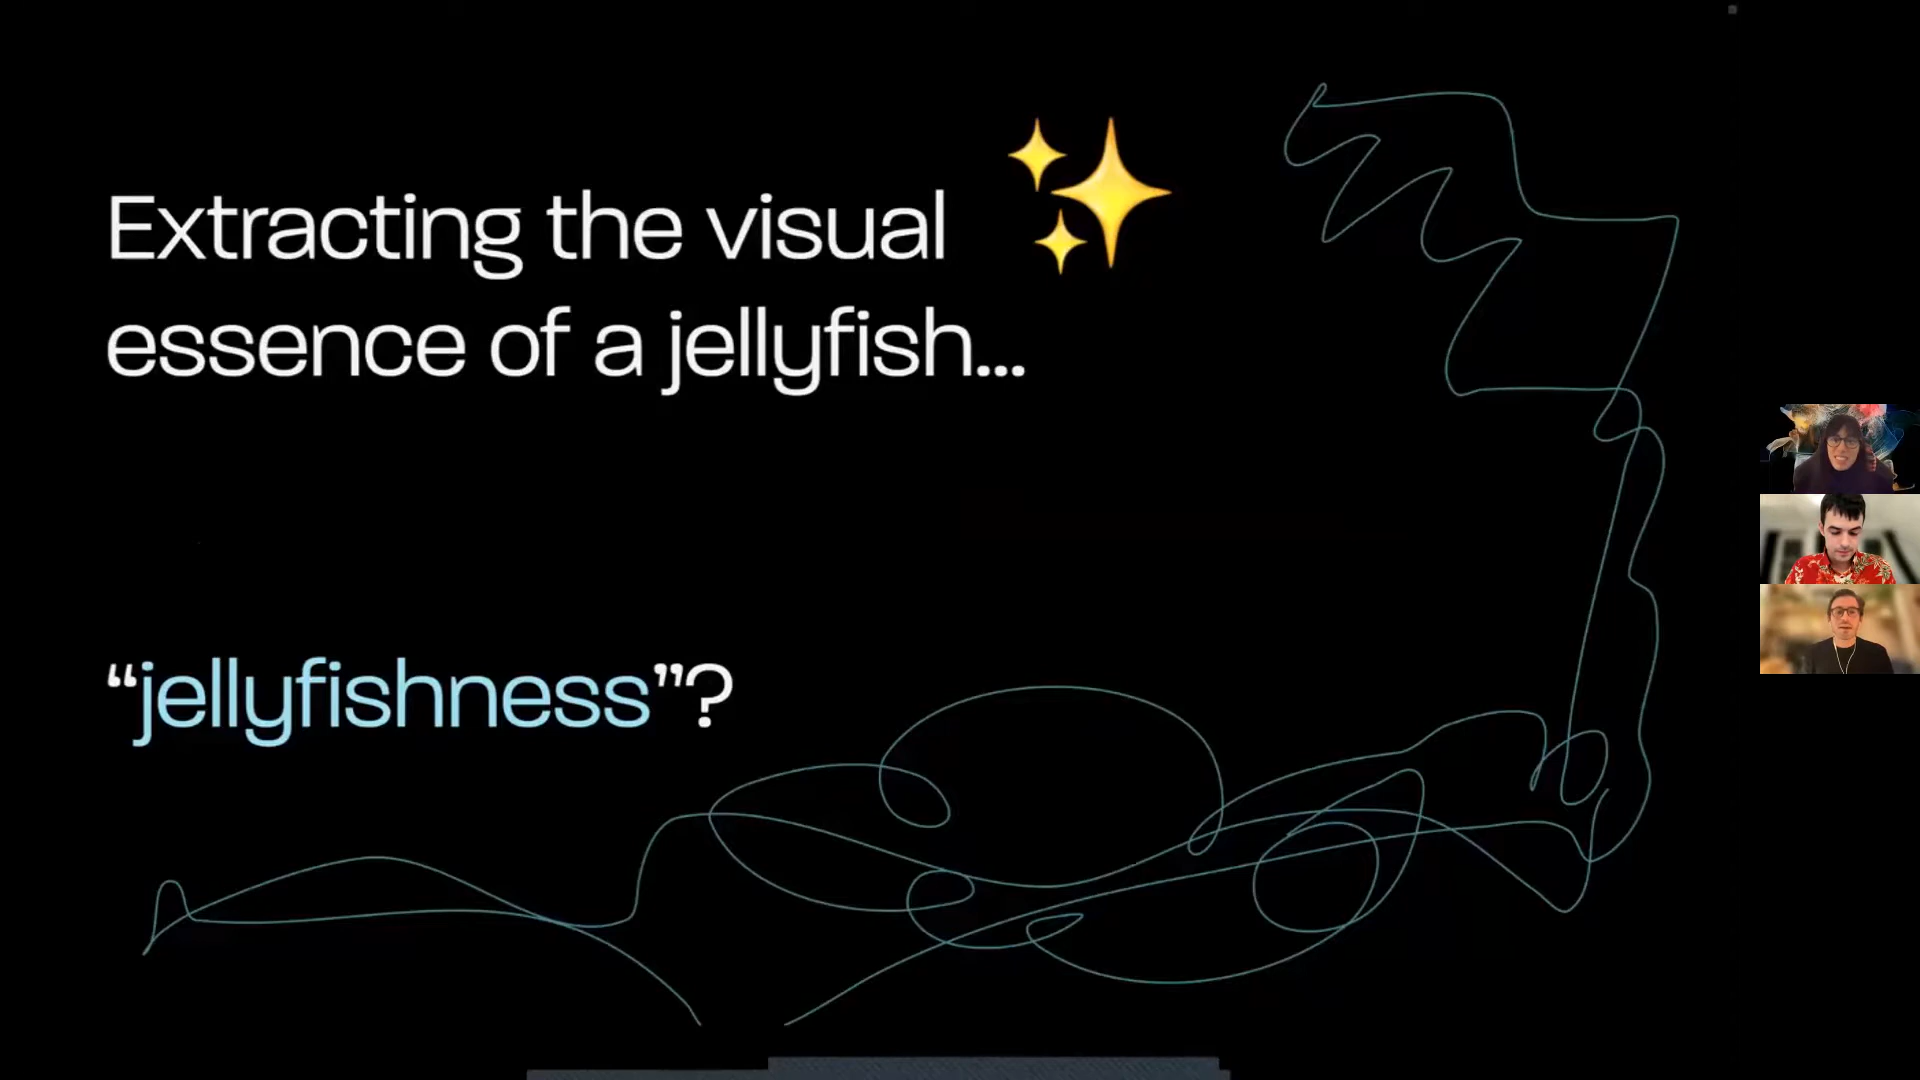 Extracting the visual
essence of a jellyfish...
“jellyfishness”?